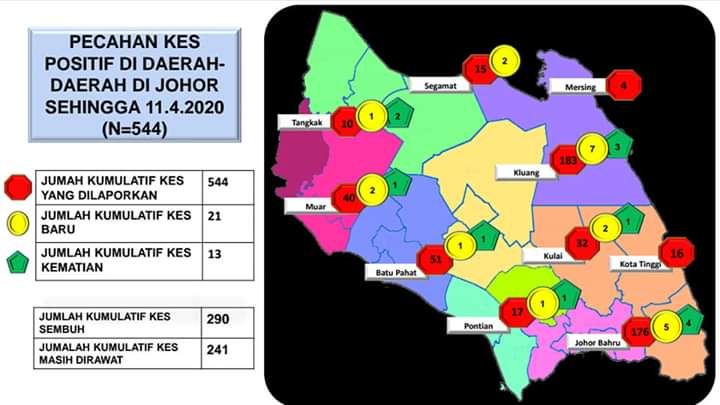 PECAHAN KES
POSITIF DI DAERAH-
DAERAH DI JOHOR
SEHINGGA 11.4.2020
(N=544)
JUMAH KUMULATIF KES
YANG DILAPORKAN
544
JUMLAH KUMULATIF KES
BARU
21
JUMLAH KUMULATIF KES
KEMATIAN
13
JUMLAH KUMULATIF KES
SEMBUH
290
JUMALAH KUMULATIF KES
MASIH DIRAWAT
241
Segamat
15
2
Mersing
4
Tangkak
10
1
2
Kluang
183
7
3
Muar
40
2
1
Batu Pahat
51
1
1
Kulai
32
2
1
Kota Tinggi
16
Pontian
17
1
1
Johor Bahru
176
5
4